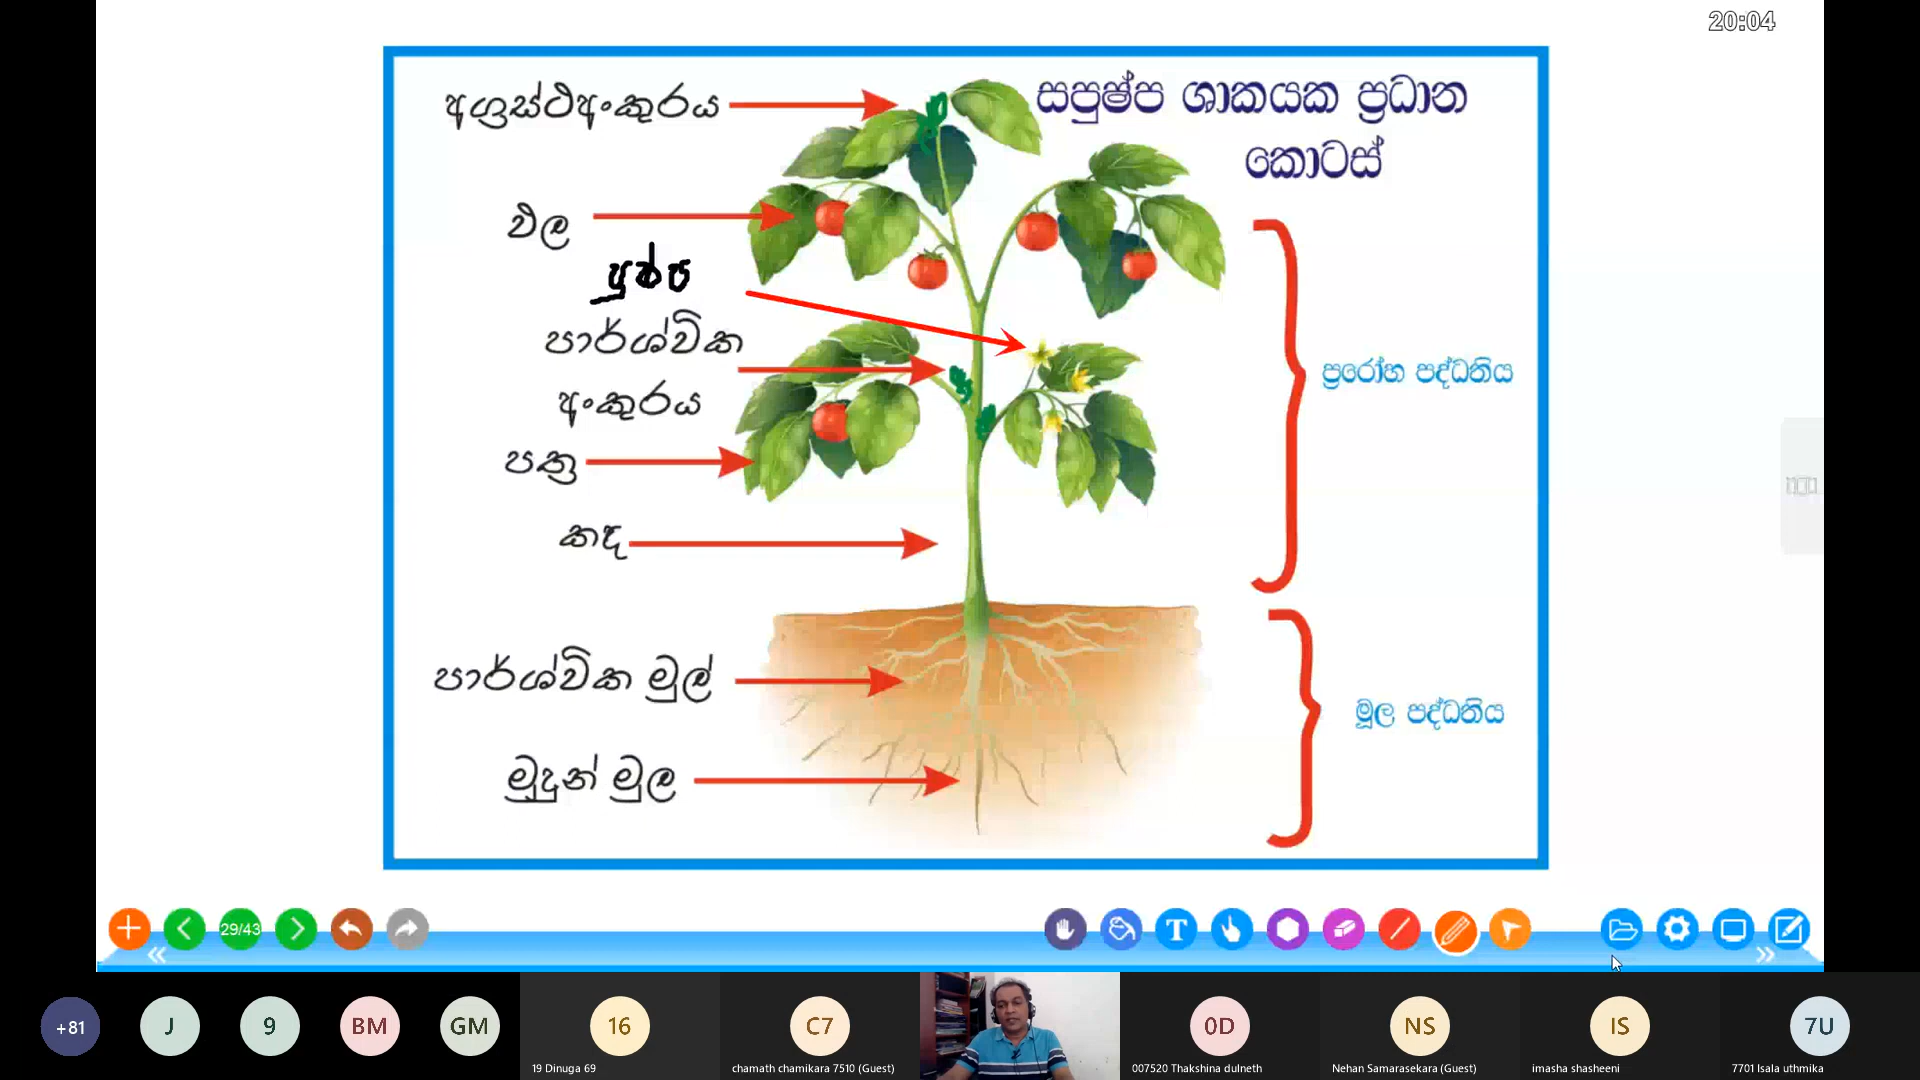 20:04
සපුෂ්ප ශාකයක ප්‍රධාන
කොටස්
අග්‍රස්ථඅංකුරය
ඵල
පුෂ්ප
පාර්ශ්වික
අංකුරය
පත්‍ර
කඳ
ප්‍රරෝහ පද්ධතිය
පාර්ශ්වික මුල්
මුදුන් මුල
මූල පද්ධතිය
29/43
T
+81
J
9
BM
GM
16
19 Dinuga 69
C7
chamath chamikara 7510 (Guest)
0D
007520 Thakshina dulneth
NS
Nehan Samarasekara (Guest)
IS
imasha shasheeni
7U
7701 Isala uthmika